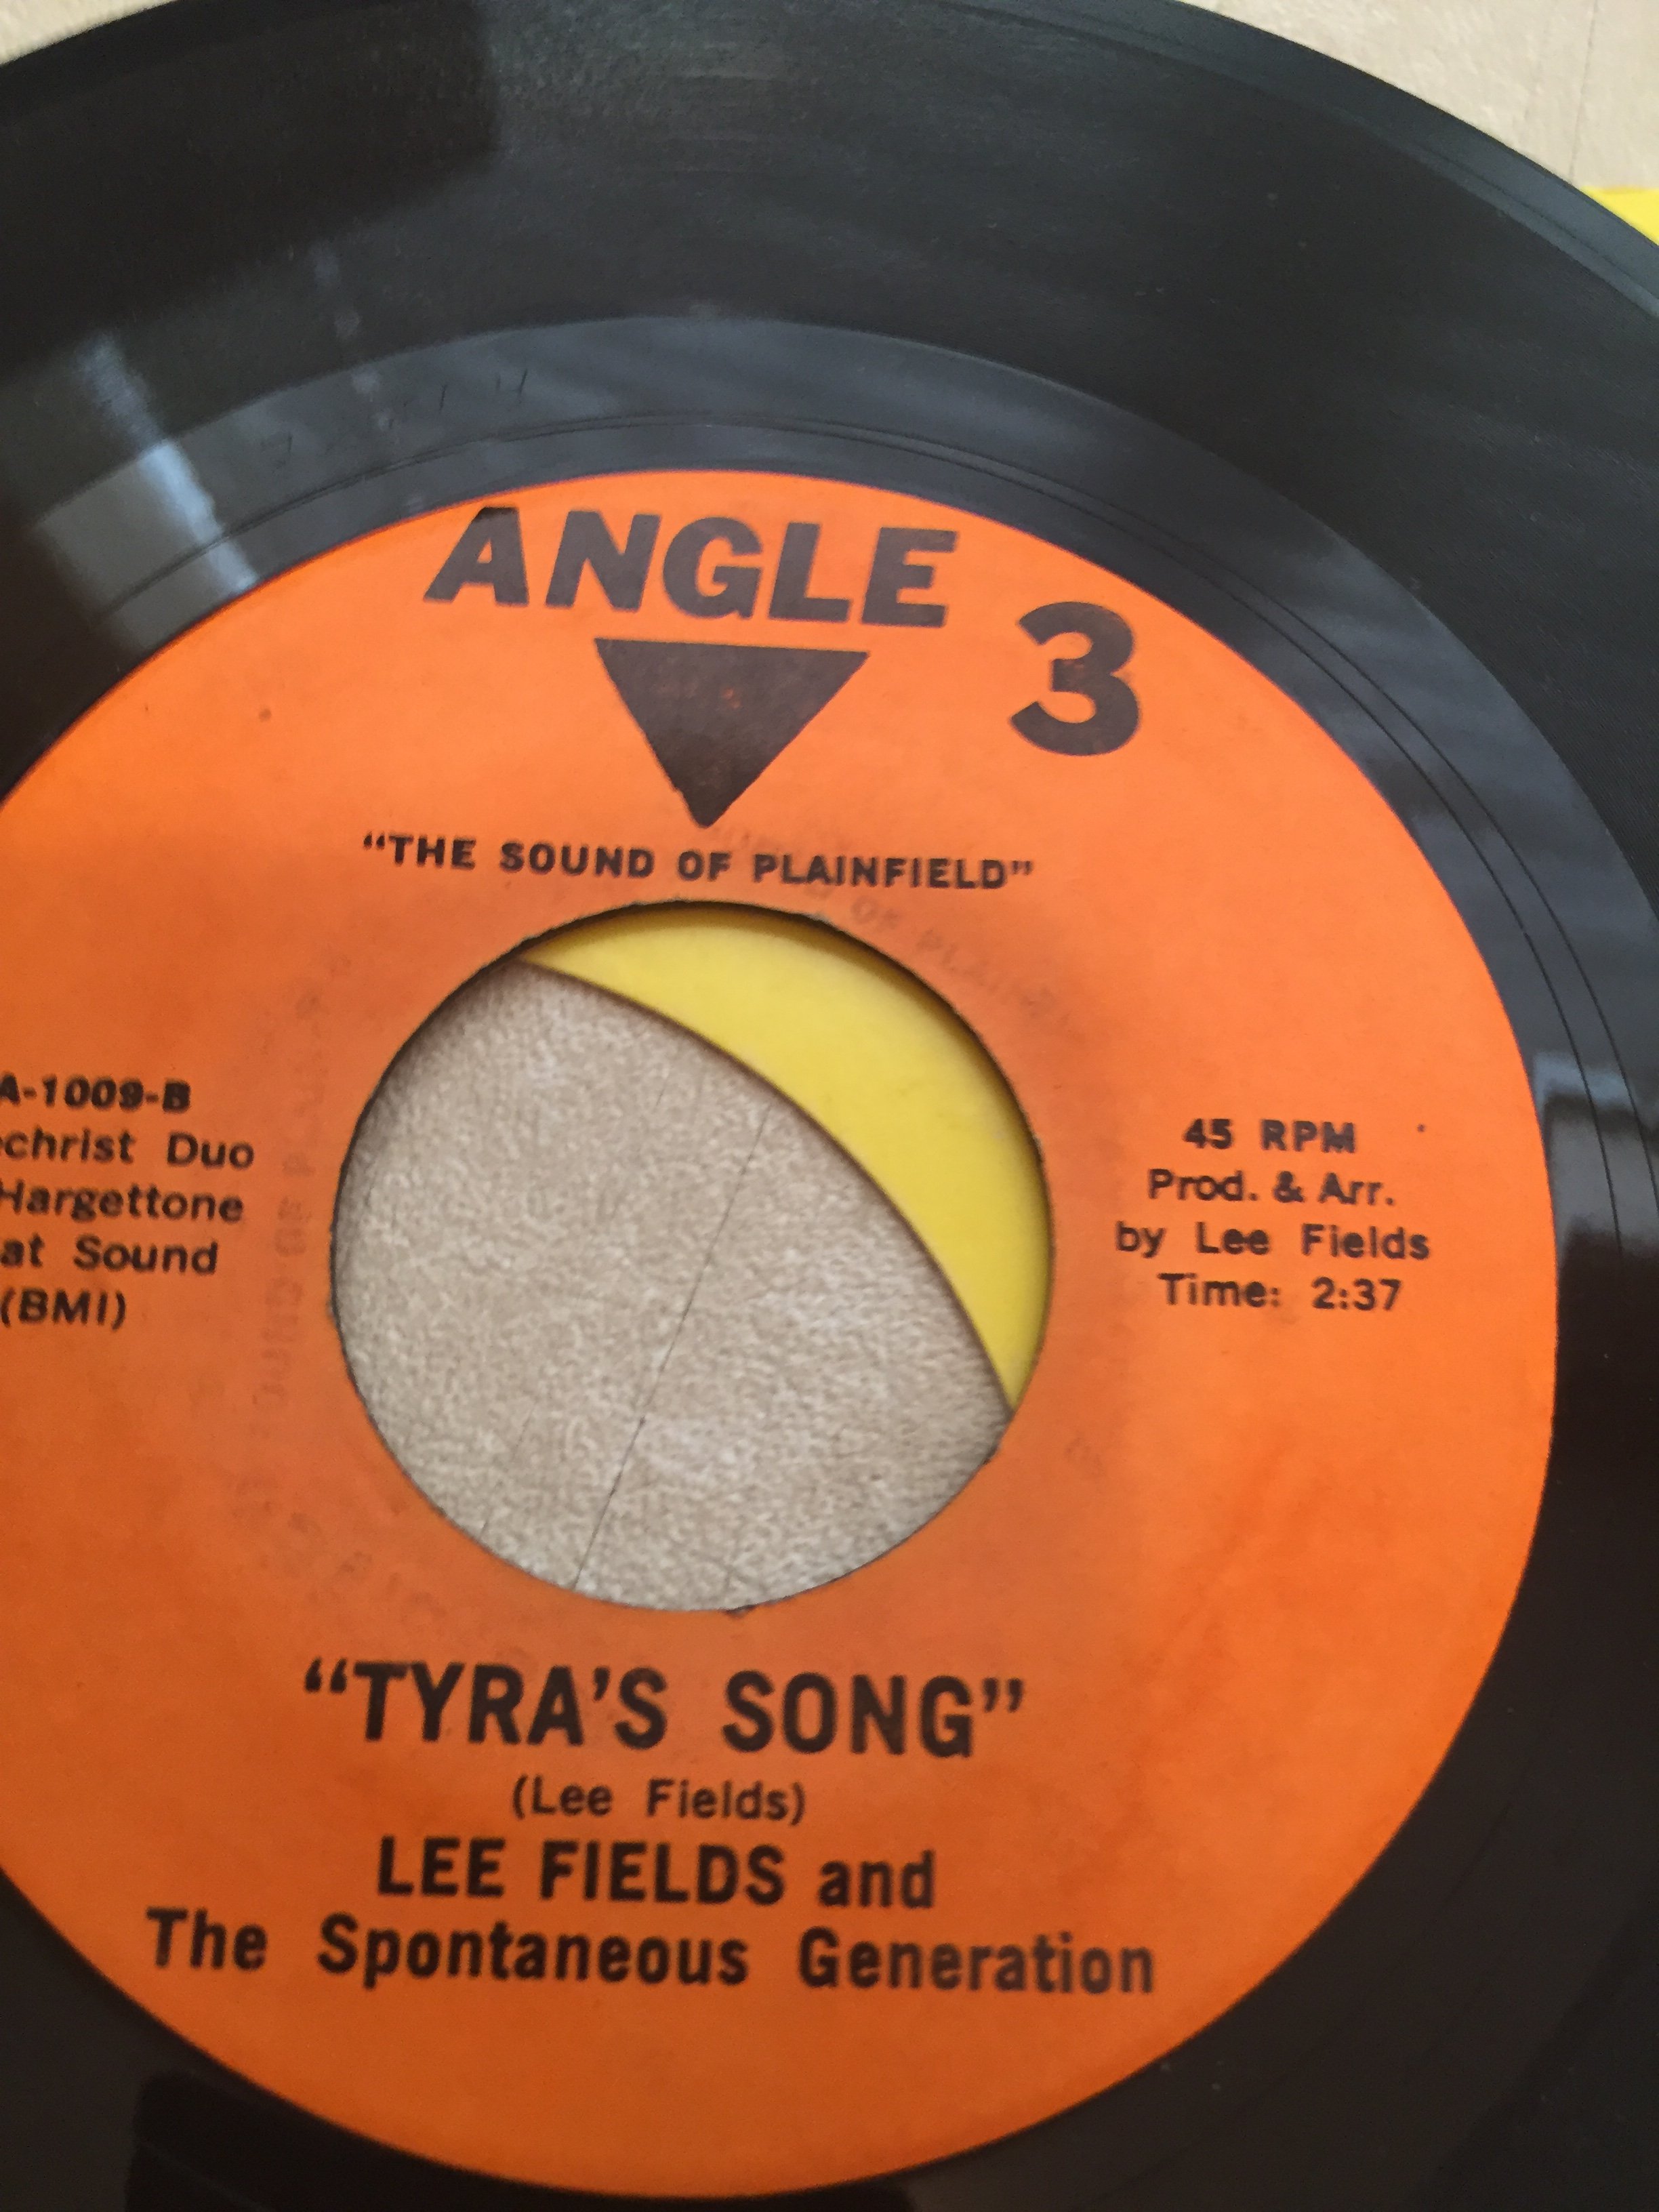 ANGLE 3
“THE SOUND OF PLAINFIELD”
A-1009-B
Duo
Hargettone
Sound
(BMI)
45 RPM
Prod. & Arr.
by Lee Fields
Time: 2:37
“TYRA’S SONG”
(Lee Fields)
LEE FIELDS and
The Spontaneous Generation